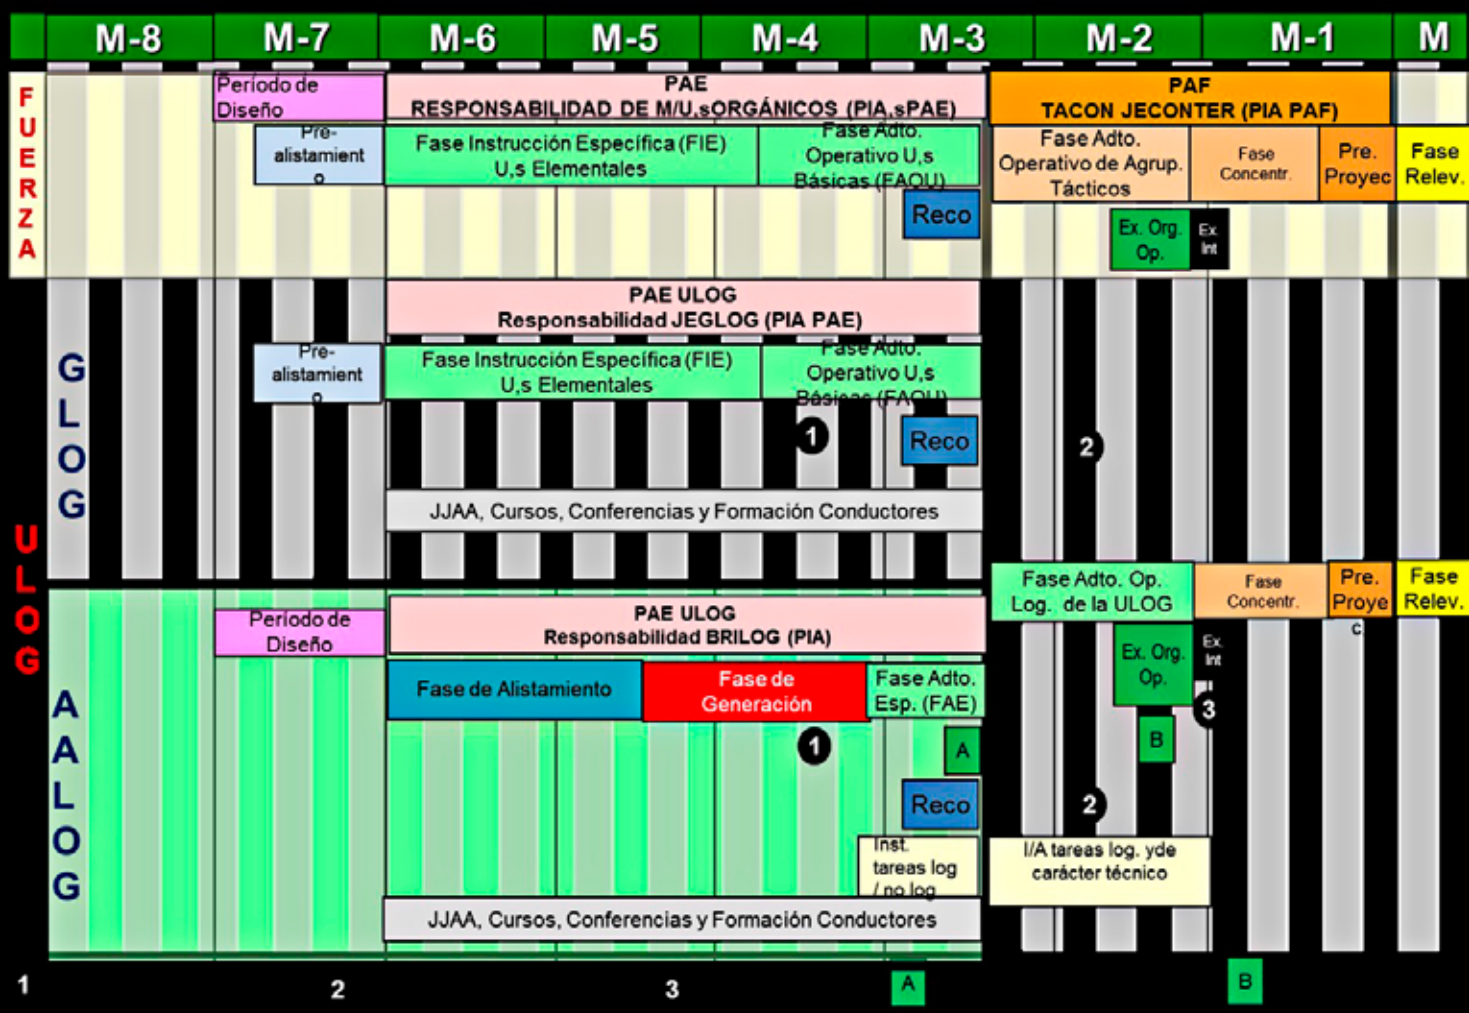 M-8 M-7 M-6 M-5 M-4 M-3 M-2 M-1 M
FUERZA
Período de
Diseño
PAE
RESPONSABILIDAD DE M/U,sORGÁNICOS (PIA,sPAE)
PAF
TACON JECONTER (PIA PAF)
Pre-
alistamient
o
Fase Instrucción Específica (FIE)
U,s Elementales
Fase Adto.
Operativo U,s
Básicas (FAOU)
Fase Adto.
Operativo de Agrup.
Tácticos
Fase
Concentr.
Pre.
Proyec
Fase
Relev.
Reco
Ex. Org.
Op.
Ex.
Int
ULOG
GLOG
PAE ULOG
Responsabilidad JEGLOG (PIA PAE)
Pre-
alistamient
o
Fase Instrucción Específica (FIE)
U,s Elementales
Fase Adto.
Operativo U,s
Básicas (FAOU)
1
Reco
2
JJAA, Cursos, Conferencias y Formación Conductores
Fase Adto. Op.
Log. de la ULOG
Fase
Concentr.
Pre.
Proye
c
Fase
Relev.
AALOG
Período de
Diseño
PAE ULOG
Responsabilidad BRILOG (PIA)
Ex. Org.
Op.
Ex.
Int
Fase de Alistamiento
Fase de
Generación
Fase Adto.
Esp. (FAE)
3
1
A
B
Reco
2
Inst.
tareas log
/ no log
I/A tareas log. yde
carácter técnico
JJAA, Cursos, Conferencias y Formación Conductores
1 2 3 A B